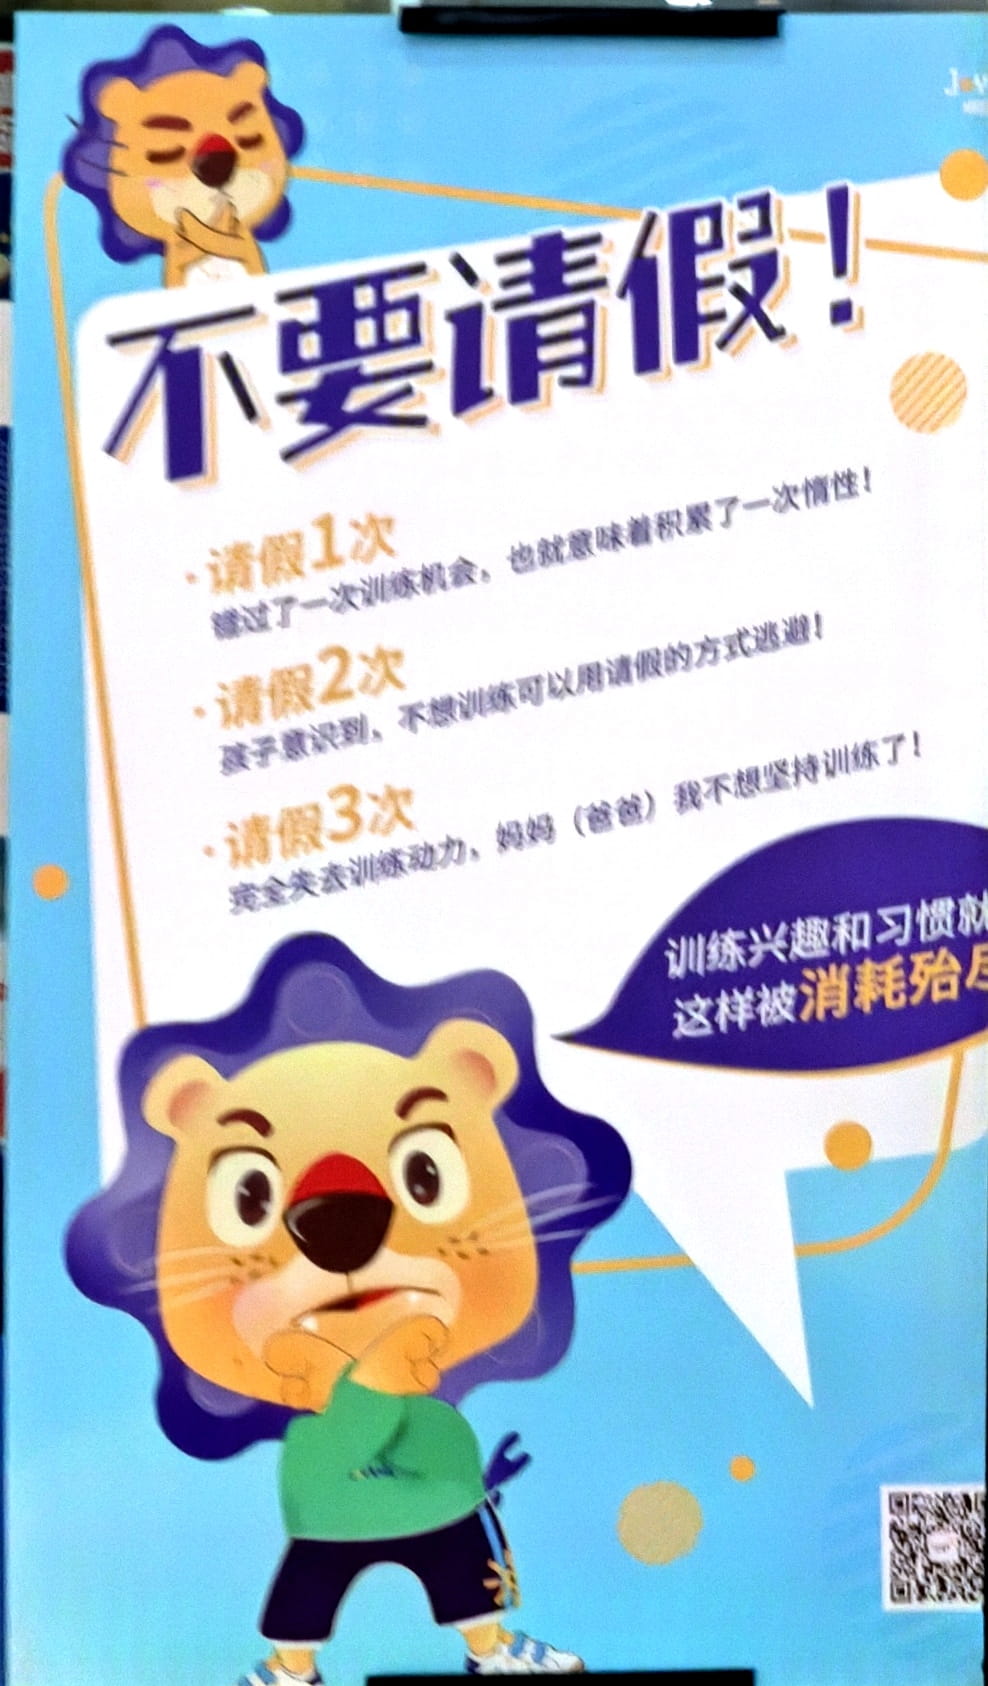 不要请假！
·请假1次
错过了一次训练机会，也就意味着积累了一次惰性！
·请假2次
孩子意识到，不想训练可以用请假的方式逃避！
·请假3次
完全失去训练动力，妈妈（爸爸）我不想坚持训练了！
训练兴趣和习惯就
这样被消耗殆尽